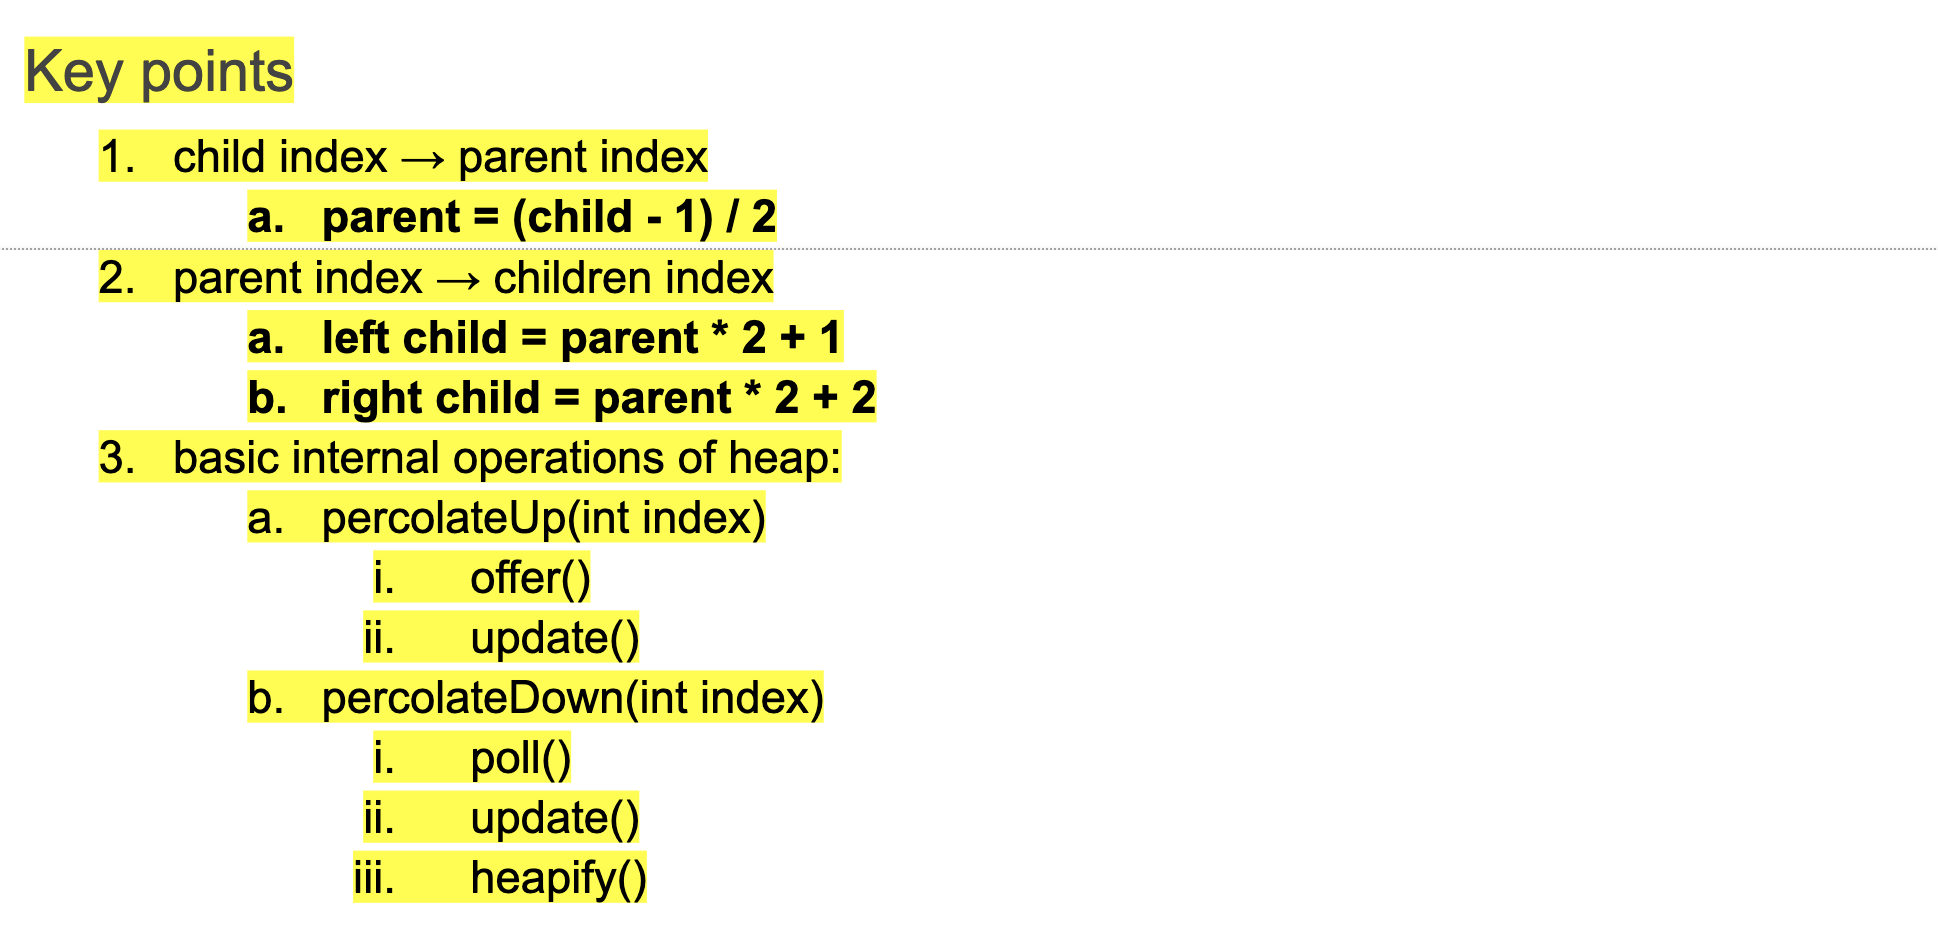 Key points
1. child index → parent index
a. parent = (child - 1) / 2
2. parent index → children index
a. left child = parent * 2 + 1
b. right child = parent * 2 + 2
3. basic internal operations of heap:
a. percolateUp(int index)
i. offer()
ii. update()
b. percolateDown(int index)
i. poll()
ii. update()
iii. heapify()